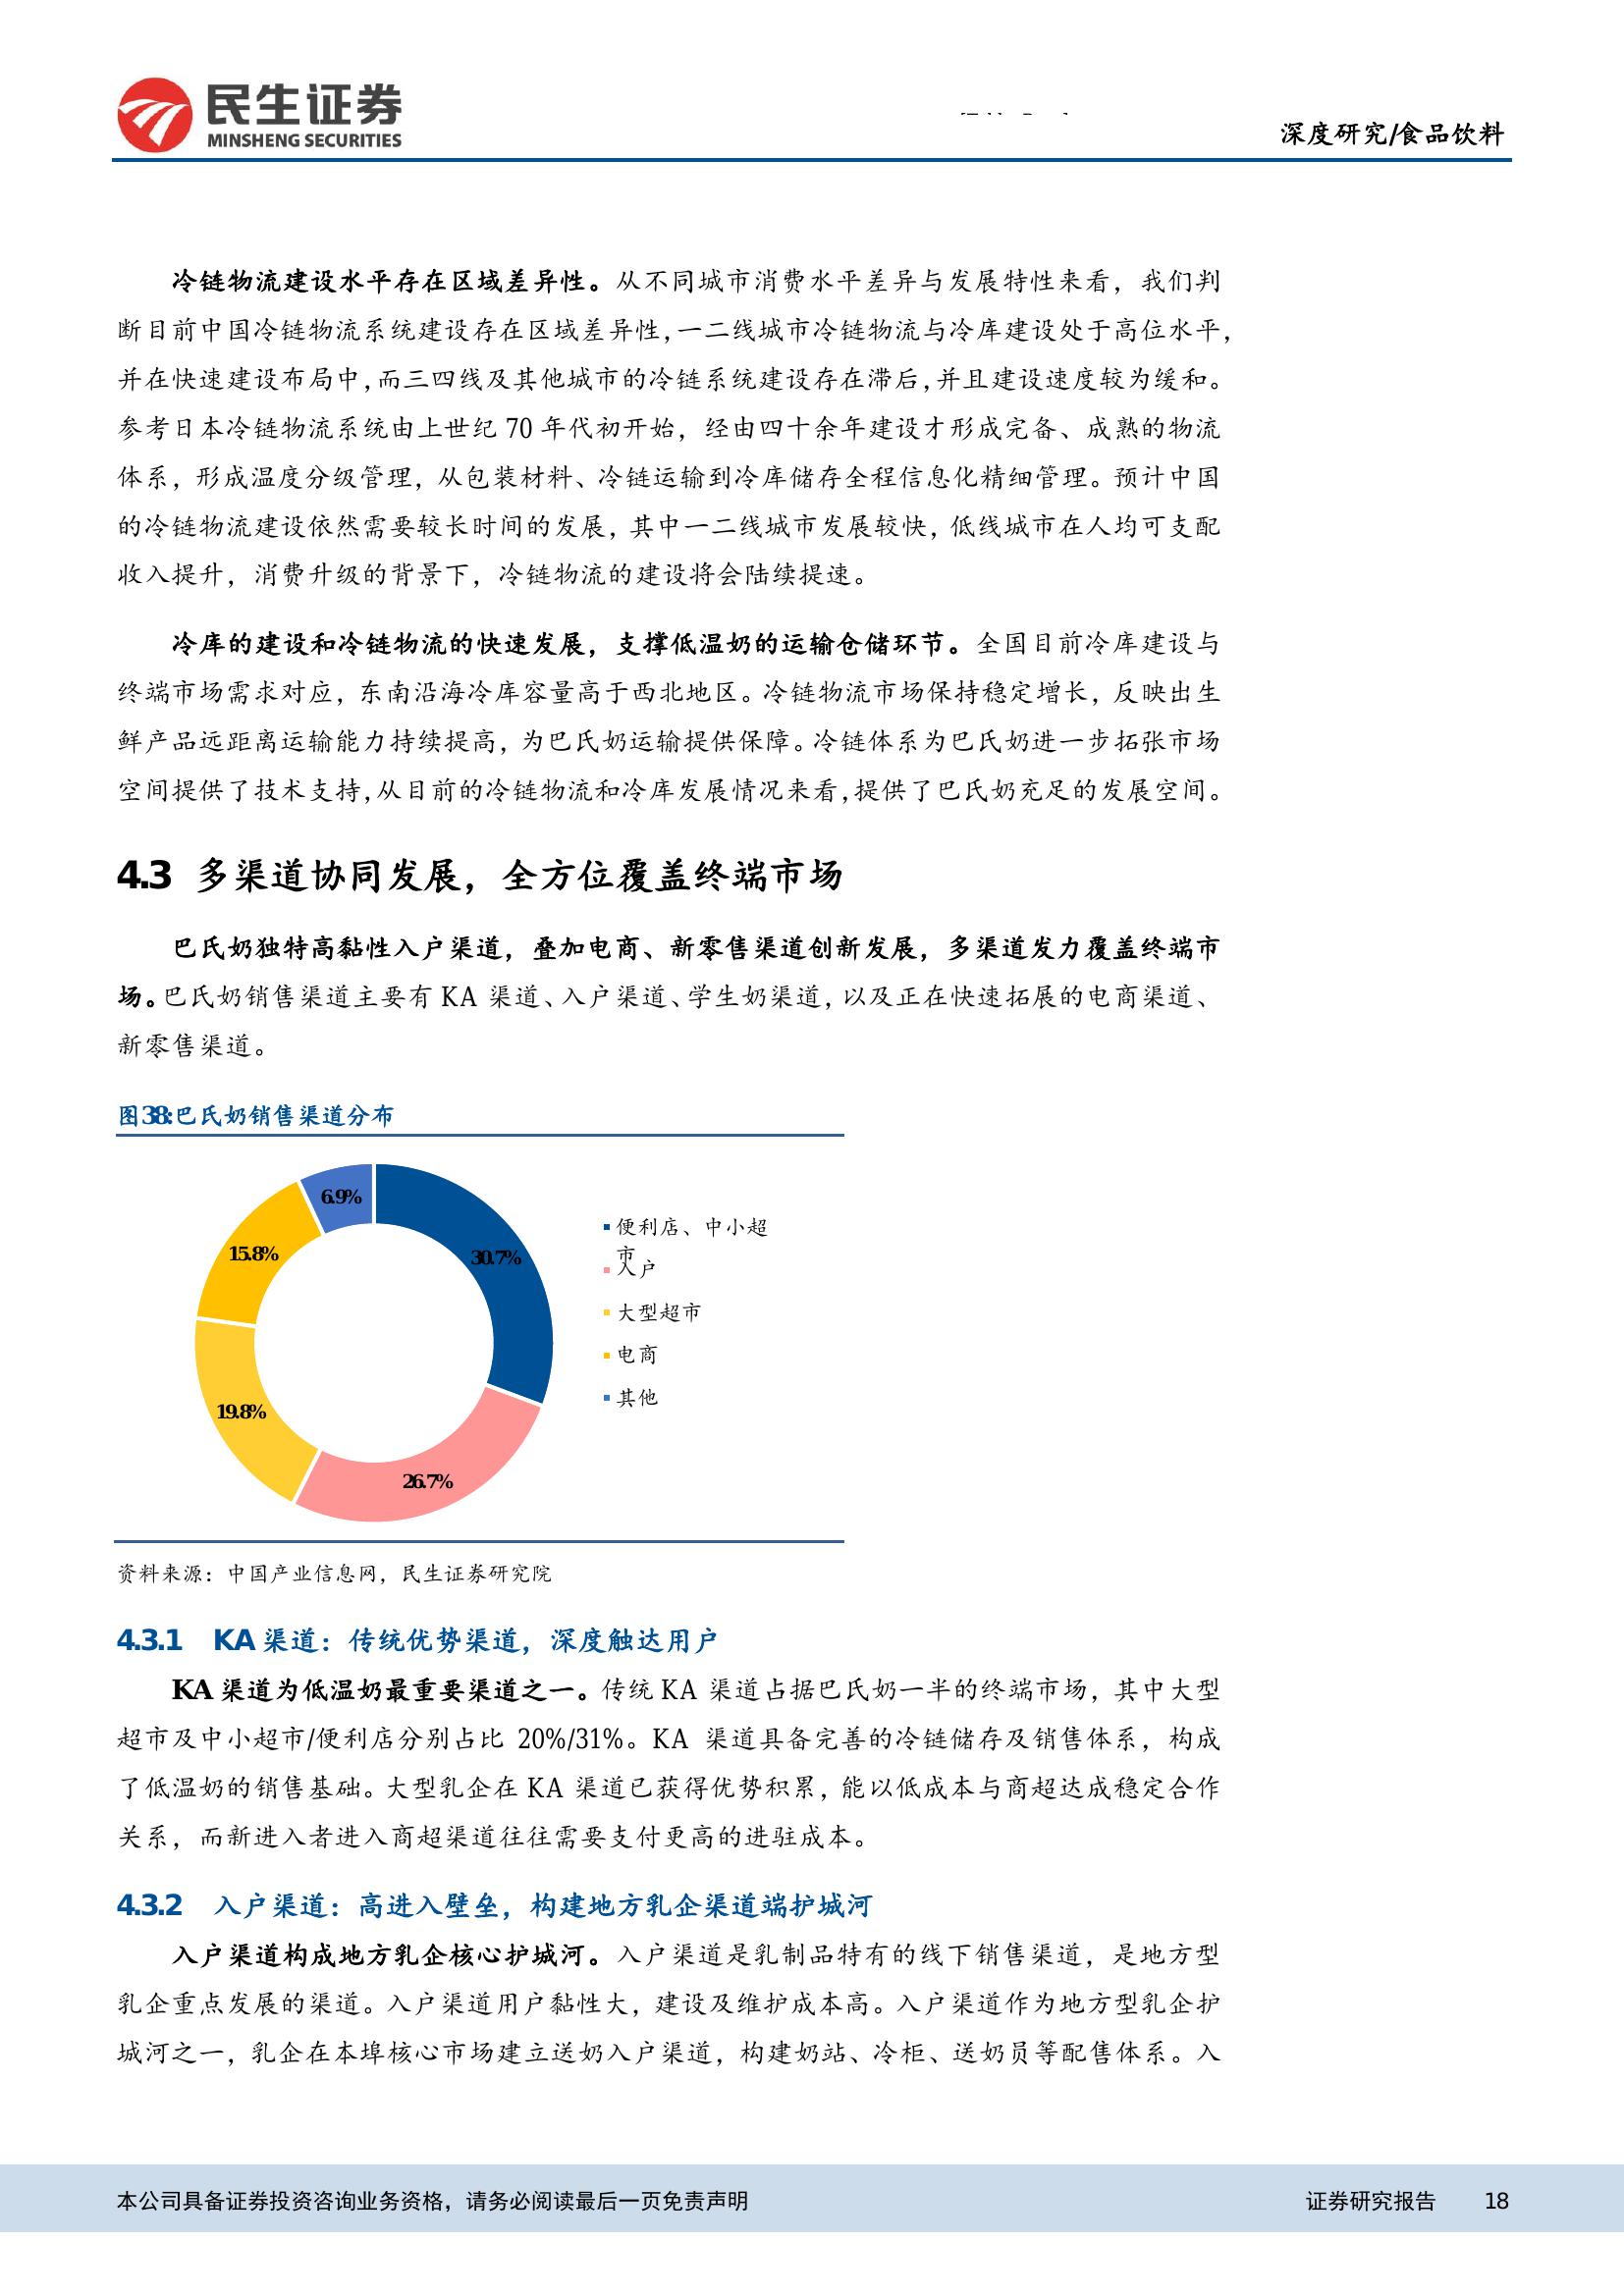 民生证券
MINSHENG SECURITIES
深度研究/食品饮料
冷链物流建设水平存在区域差异性。从不同城市消费水平差异与发展特性来看，我们判
断目前中国冷链物流系统建设存在区域差异性，一二线城市冷链物流与冷库建设处于高位水平，
并在快速建设布局中，而三四线及其他城市的冷链系统建设存在滞后，并且建设速度较为缓和。
参考日本冷链物流系统由上世纪 70 年代初开始，经由四十余年建设才形成完备、成熟的物流
体系，形成温度分级管理，从包装材料、冷链运输到冷库储存全程信息化精细管理。预计中国
的冷链物流建设依然需要较长时间的发展，其中一二线城市发展较快，低线城市在人均可支配
收入提升，消费升级的背景下，冷链物流的建设将会陆续提速。
冷库的建设和冷链物流的快速发展，支撑低温奶的运输仓储环节。全国目前冷库建设与
终端市场需求对应，东南沿海冷库容量高于西北地区。冷链物流市场保持稳定增长，反映出生
鲜产品远距离运输能力持续提高，为巴氏奶运输提供保障。冷链体系为巴氏奶进一步拓张市场
空间提供了技术支持，从目前的冷链物流和冷库发展情况来看，提供了巴氏奶充足的发展空间。
4.3 多渠道协同发展，全方位覆盖终端市场
巴氏奶独特高黏性入户渠道，叠加电商、新零售渠道创新发展，多渠道发力覆盖终端市
场。巴氏奶销售渠道主要有 KA 渠道、入户渠道、学生奶渠道，以及正在快速拓展的电商渠道、
新零售渠道。
图38:巴氏奶销售渠道分布
6.9%
15.8%
30.7%
19.8%
26.7%
便利店、中小超
市
入户
大型超市
电商
其他
资料来源：中国产业信息网，民生证券研究院
4.3.1 KA 渠道：传统优势渠道，深度触达用户
KA 渠道为低温奶最重要渠道之一。传统 KA 渠道占据巴氏奶一半的终端市场，其中大型
超市及中小超市/便利店分别占比 20%/31%。KA 渠道具备完善的冷链储存及销售体系，构成
了低温奶的销售基础。大型乳企在 KA 渠道已获得优势积累，能以低成本与商超达成稳定合作
关系，而新进入者进入商超渠道往往需要支付更高的进驻成本。
4.3.2 入户渠道：高进入壁垒，构建地方乳企渠道端护城河
入户渠道构成地方乳企核心护城河。入户渠道是乳制品特有的线下销售渠道，是地方型
乳企重点发展的渠道。入户渠道用户黏性大，建设及维护成本高。入户渠道作为地方型乳企护
城河之一，乳企在本埠核心市场建立送奶入户渠道，构建奶站、冷柜、送奶员等配售体系。入
本公司具备证券投资咨询业务资格，请务必阅读最后一页免责声明
证券研究报告 18